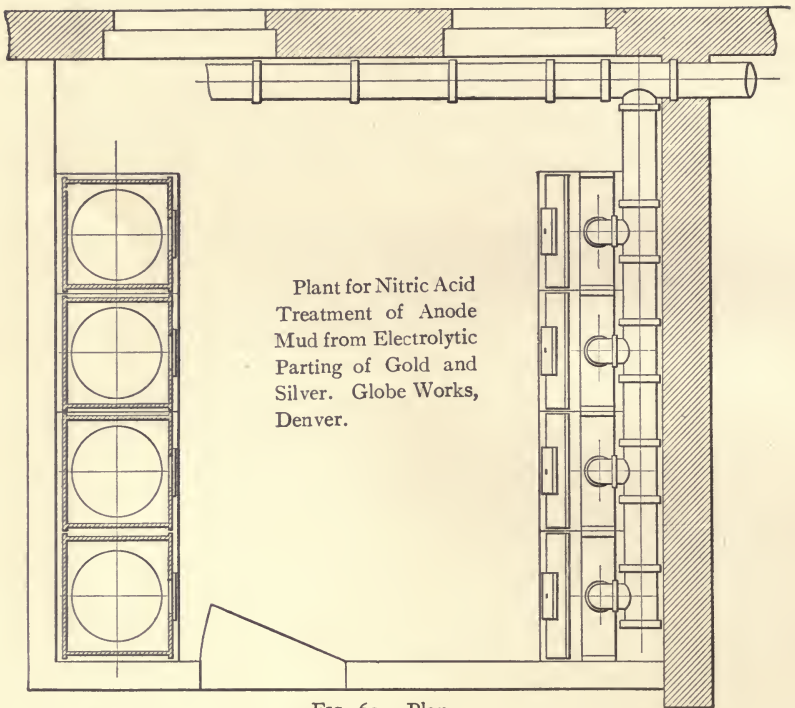 Plant for Nitric Acid
Treatment of Anode
Mud from Electrolytic
Parting of Gold and
Silver. Globe Works,
Denver.
Plan